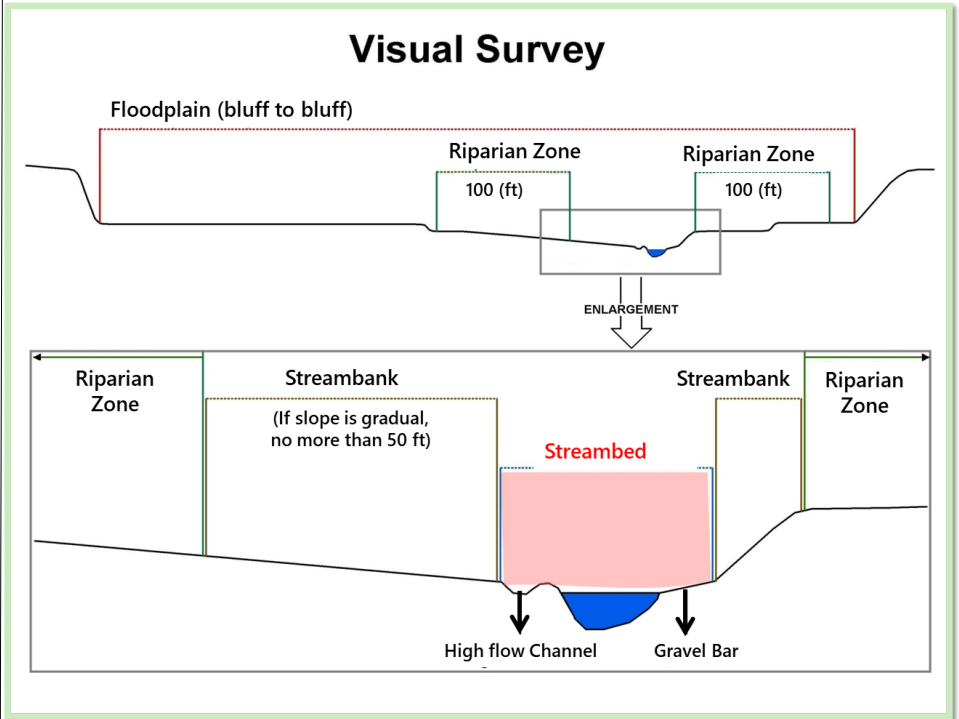 Visual Survey
Floodplain (bluff to bluff)
Riparian Zone
100 (ft)
Riparian Zone
100 (ft)
ENLARGEMENT
Riparian
Zone
Streambank
(If slope is gradual,
no more than 50 ft)
Streambed
Streambank
Riparian
Zone
High flow Channel
Gravel Bar